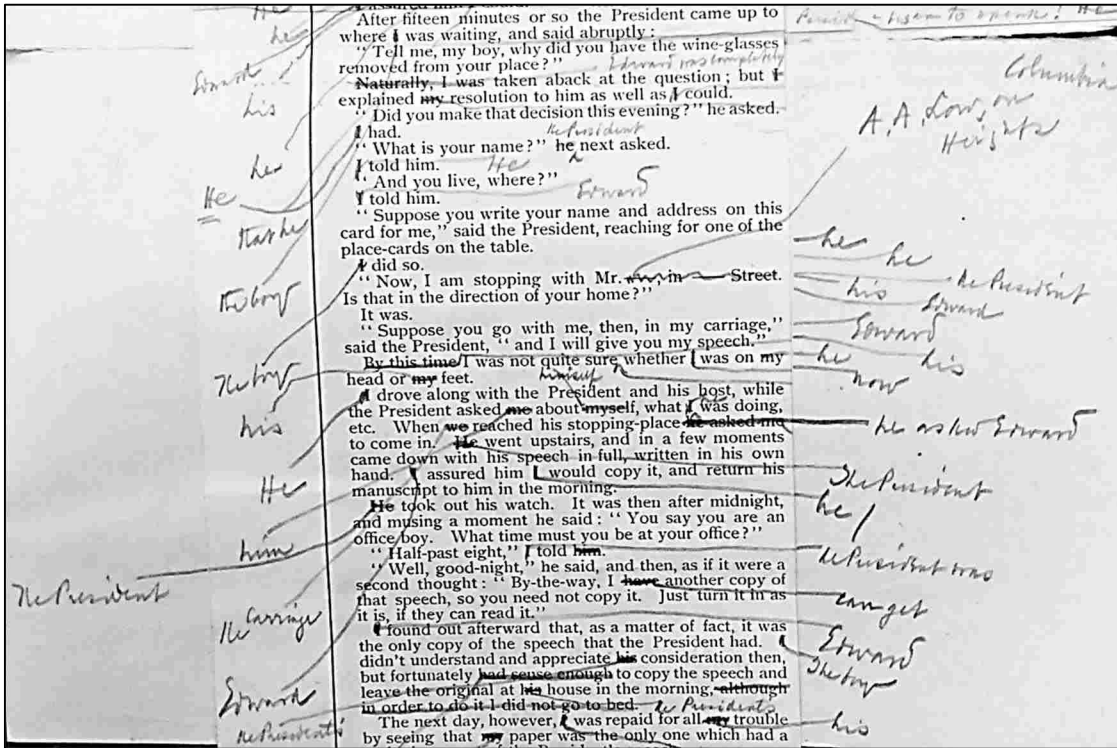 After fifteen minutes or so the President came up to
where I was waiting, and said abruptly :
" Tell me, my boy, why did you have the wine-glasses
removed from your place? " Edward was completely
Naturally, I was taken aback at the question ; but I
explained my resolution to him as well as I could.
" Did you make that decision this evening? " he asked.
I had.
the President
" What is your name? " he next asked.
I told him. He
" And you live, where? "
Edward
I told him.
" Suppose you write your name and address on this
card for me, " said the President, reaching for one of the
place-cards on the table.
I did so.
" Now, I am stopping with Mr. in Street.
Is that in the direction of your home? "
It was.
" Suppose you go with me, then, in my carriage, "
said the President, " and I will give you my speech. "
By this time I was not quite sure whether I was on my
head or my feet.
himself
I drove along with the President and his host, while
the President asked me about myself, what I was doing,
etc. When we reached his stopping-place he asked me
to come in. He went upstairs, and in a few moments
came down with his speech in full, written in his own
hand. I assured him I would copy it, and return his
manuscript to him in the morning.
He took out his watch. It was then after midnight,
and musing a moment he said : " You say you are an
office boy. What time must you be at your office? "
" Half-past eight, " I told him.
" Well, good-night, " he said, and then, as if it were a
second thought : " By-the-way, I have another copy of
that speech, so you need not copy it. Just turn it in as
it is, if they can read it. "
I found out afterward that, as a matter of fact, it was
the only copy of the speech that the President had. I
didn't understand and appreciate his consideration then,
but fortunately had sense enough to copy the speech and
leave the original at his house in the morning, although
in order to do it I did not go to bed. the President's
The next day, however, I was repaid for all my trouble
by seeing that my paper was the only one which had a
He
he
Edward
his
he
He
that he
the boy
The boy
his
He
him
The President
The Carriage
Edward
the President's
Columbia
A. A. Low, on
Heights
he
he
the President
his
Edward
Edward
he
his
now
he asked Edward
The President
he
the President was
can get
Edward
The boy
his